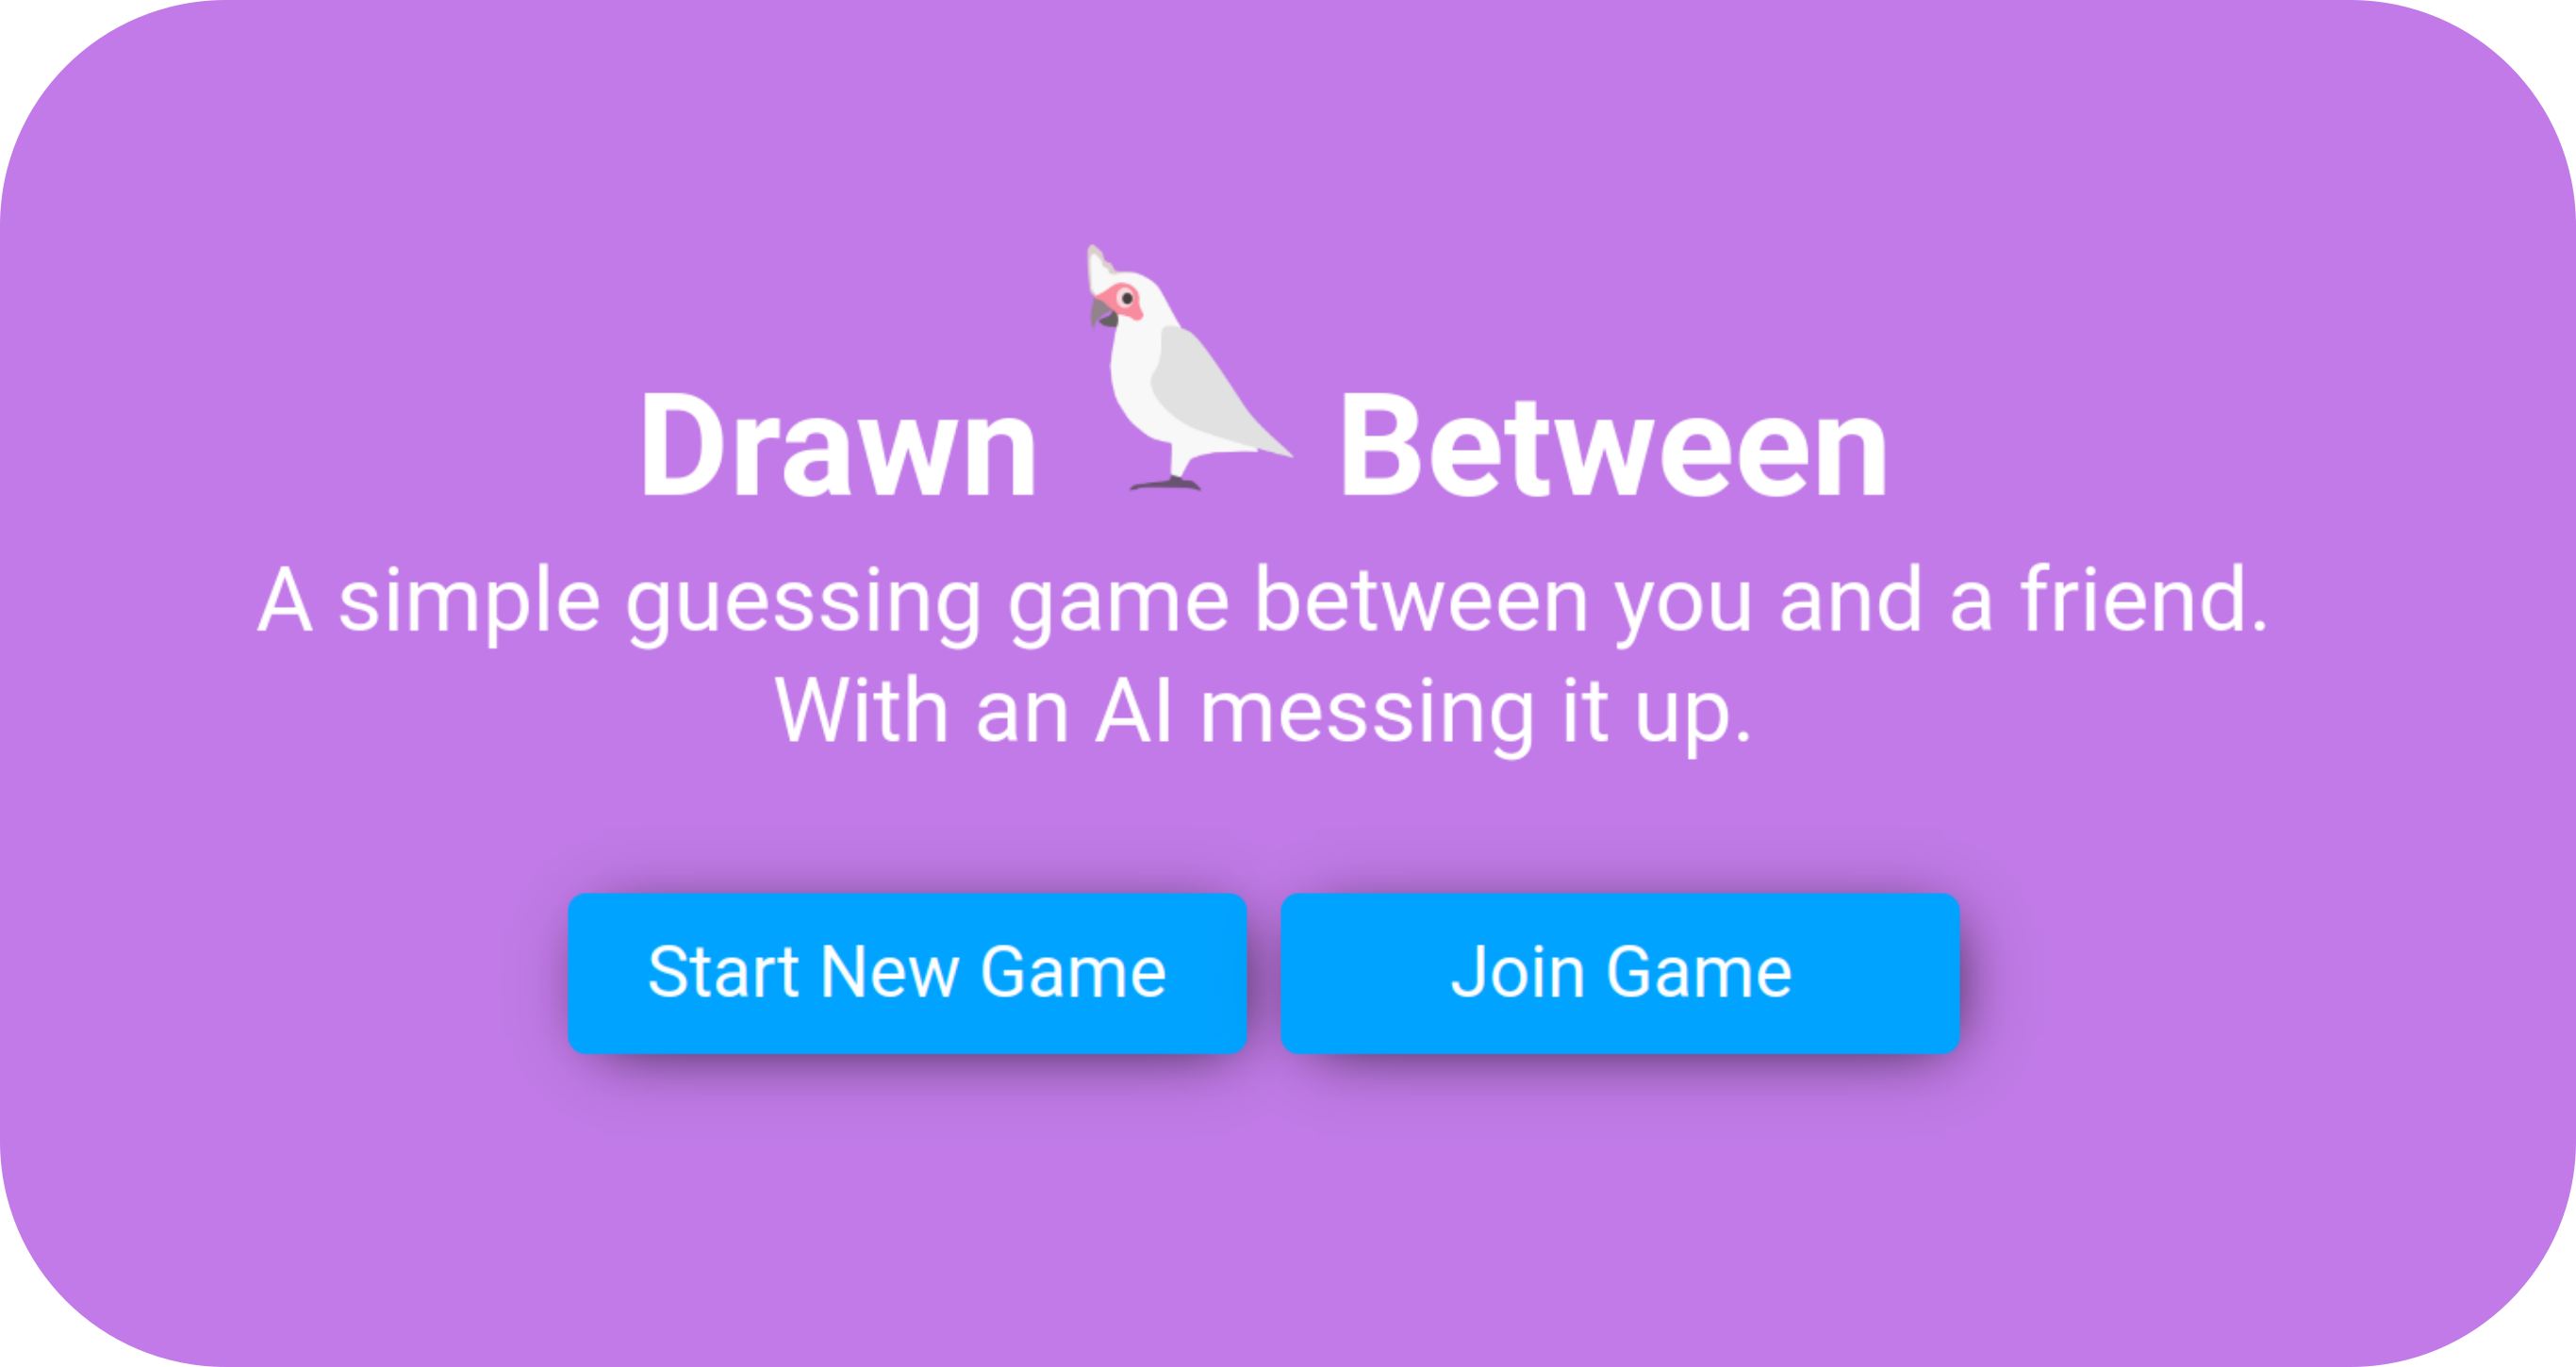 Drawn Between
A simple guessing game between you and a friend.
With an AI messing it up.
Start New Game
Join Game